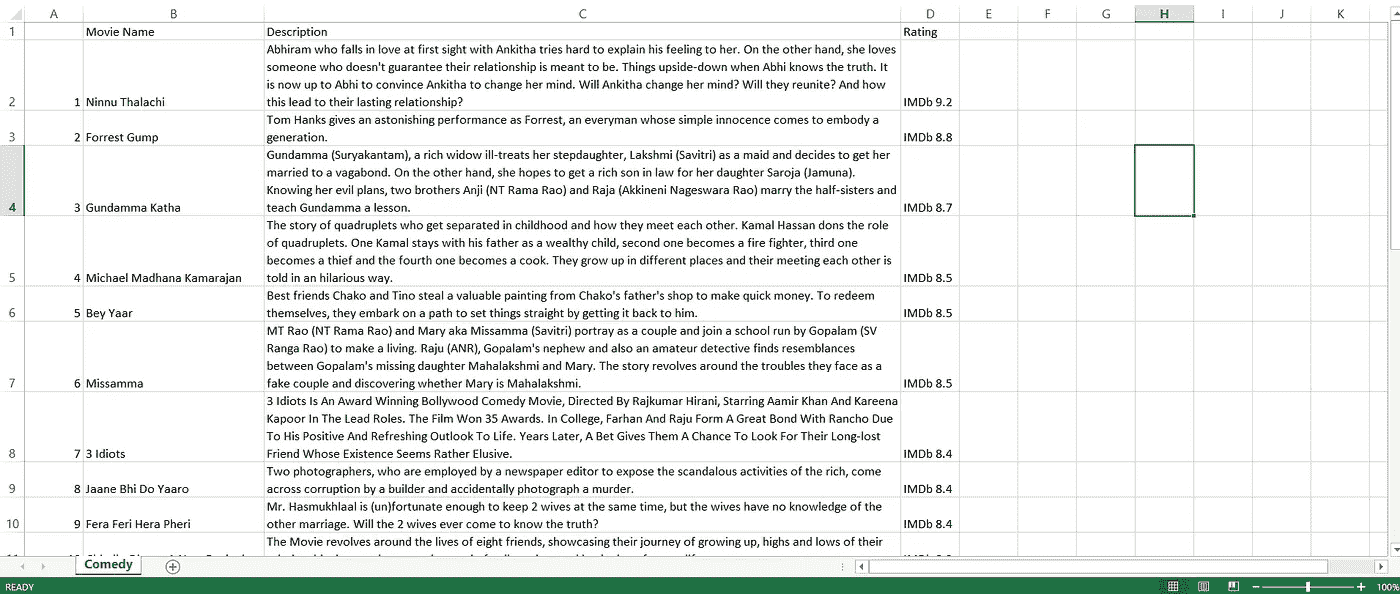 A B C D E F G H I J K
1 Movie Name Description Rating
Abhiram who falls in love at first sight with Ankitha tries hard to explain his feeling to her. On the other hand, she loves
someone who doesn't guarantee their relationship is meant to be. Things upside-down when Abhi knows the truth. It
is now up to Abhi to convince Ankitha to change her mind. Will Ankitha change her mind? Will they reunite? And how
2 1 Ninnu Thalachi this lead to their lasting relationship? IMDb 9.2
Tom Hanks gives an astonishing performance as Forrest, an everyman whose simple innocence comes to embody a
3 2 Forrest Gump generation. IMDb 8.8
Gundamma (Suryakantam), a rich widow ill-treats her stepdaughter, Lakshmi (Savitri) as a maid and decides to get her
married to a vagabond. On the other hand, she hopes to get a rich son in law for her daughter Saroja (Jamuna).
Knowing her evil plans, two brothers Anji (NT Rama Rao) and Raja (Akkineni Nageswara Rao) marry the half-sisters and
4 3 Gundamma Katha teach Gundamma a lesson. IMDb 8.7
The story of quadruplets who get separated in childhood and how they meet each other. Kamal Hassan dons the role
of quadruplets. One Kamal stays with his father as a wealthy child, second one becomes a fire fighter, third one
becomes a thief and the fourth one becomes a cook. They grow up in different places and their meeting each other is
5 4 Michael Madhana Kamarajan told in an hilarious way. IMDb 8.5
Best friends Chako and Tino steal a valuable painting from Chako's father's shop to make quick money. To redeem
6 5 Bey Yaar themselves, they embark on a path to set things straight by getting it back to him. IMDb 8.5
MT Rao (NT Rama Rao) and Mary aka Missamma (Savitri) portray as a couple and join a school run by Gopalam (SV
Ranga Rao) to make a living. Raju (ANR), Gopalam's nephew and also an amateur detective finds resemblances
between Gopalam's missing daughter Mahalakshmi and Mary. The story revolves around the troubles they face as a
7 6 Missamma fake couple and discovering whether Mary is Mahalakshmi. IMDb 8.5
3 Idiots Is An Award Winning Bollywood Comedy Movie, Directed By Rajkumar Hirani, Starring Aamir Khan And Kareena
Kapoor In The Lead Roles. The Film Won 35 Awards. In College, Farhan And Raju Form A Great Bond With Rancho Due
To His Positive And Refreshing Outlook To Life. Years Later, A Bet Gives Them A Chance To Look For Their Long-lost
8 7 3 Idiots Friend Whose Existence Seems Rather Elusive. IMDb 8.4
Two photographers, who are employed by a newspaper editor to expose the scandalous activities of the rich, come
9 8 Jaane Bhi Do Yaaro across corruption by a builder and accidentally photograph a murder. IMDb 8.4
Mr. Hasmukhlaal is (un)fortunate enough to keep 2 wives at the same time, but the wives have no knowledge of the
10 9 Fera Feri Hera Pheri other marriage. Will the 2 wives ever come to know the truth? IMDb 8.4
The Movie revolves around the lives of eight friends, showcasing their journey of growing up, highs and lows of their
Comedy
READY 100%